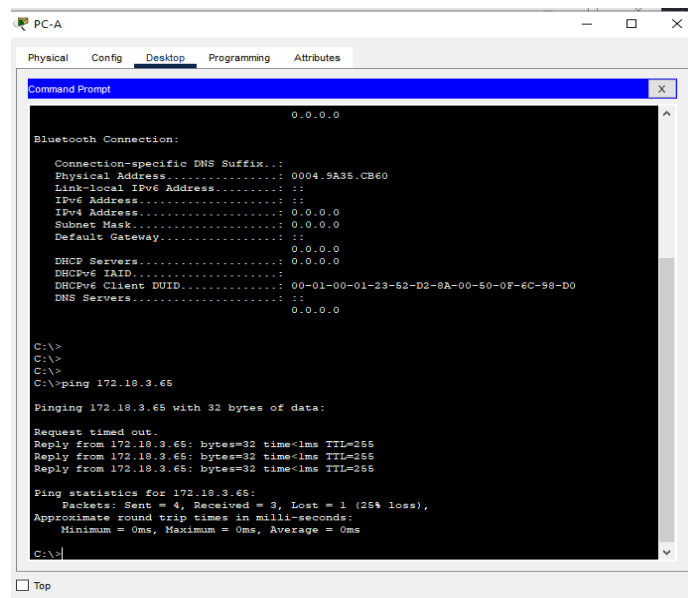 PC-A
Physical Config Desktop Programming Attributes
Command Prompt
X
0.0.0.0
Bluetooth Connection:
Connection-specific DNS Suffix..:
Physical Address................: 0004.9A35.CB60
Link-local IPv6 Address.........: ::
IPv6 Address....................: ::
IPv4 Address....................: 0.0.0.0
Subnet Mask.....................: 0.0.0.0
Default Gateway.................: ::
0.0.0.0
DHCP Servers....................: 0.0.0.0
DHCPv6 IAID.....................:
DHCPv6 Client DUID..............: 00-01-00-01-23-52-D2-8A-00-50-0F-6C-98-D0
DNS Servers.....................: ::
0.0.0.0
C:\>
C:\>
C:\>
C:\>ping 172.18.3.65
Pinging 172.18.3.65 with 32 bytes of data:
Request timed out.
Reply from 172.18.3.65: bytes=32 time<1ms TTL=255
Reply from 172.18.3.65: bytes=32 time<1ms TTL=255
Reply from 172.18.3.65: bytes=32 time<1ms TTL=255
Ping statistics for 172.18.3.65:
Packets: Sent = 4, Received = 3, Lost = 1 (25% loss),
Approximate round trip times in milli-seconds:
Minimum = 0ms, Maximum = 0ms, Average = 0ms
C:\>
Top